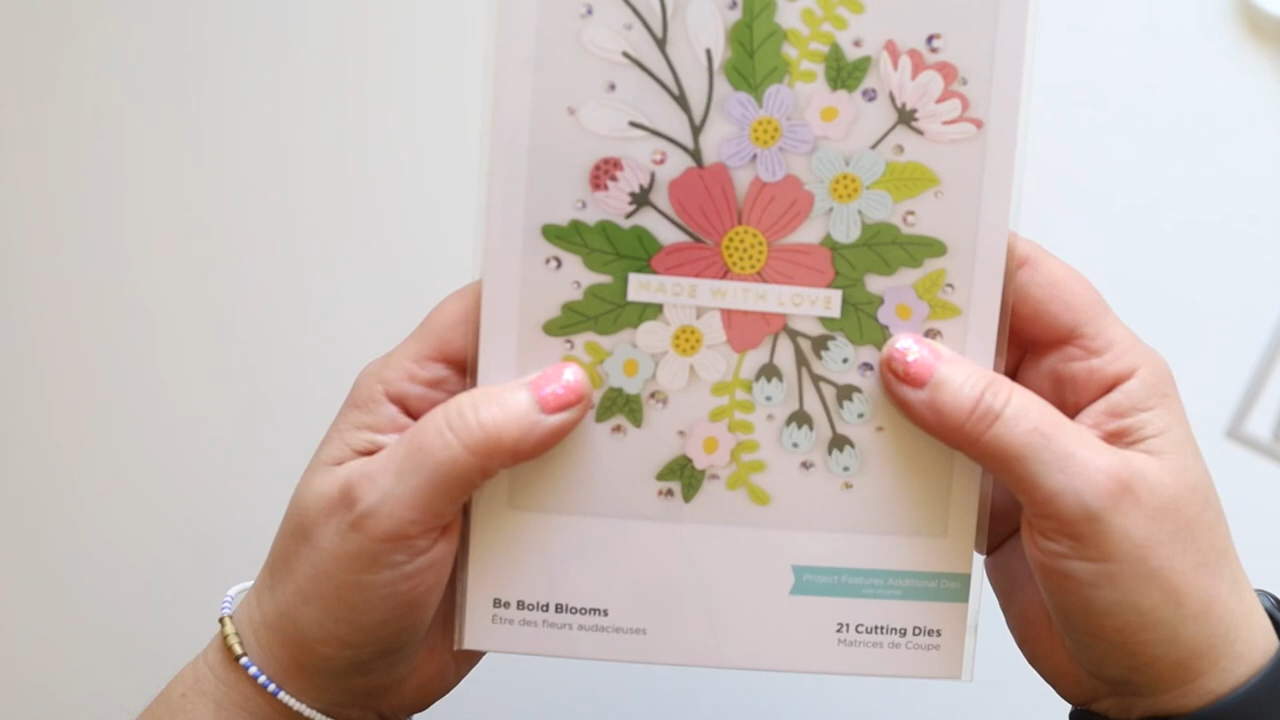 MADE WITH LOVE
Project Features Additional Dies
Be Bold Blooms
Être des fleurs audacieuses
21 Cutting Dies
Matrices de Coupe